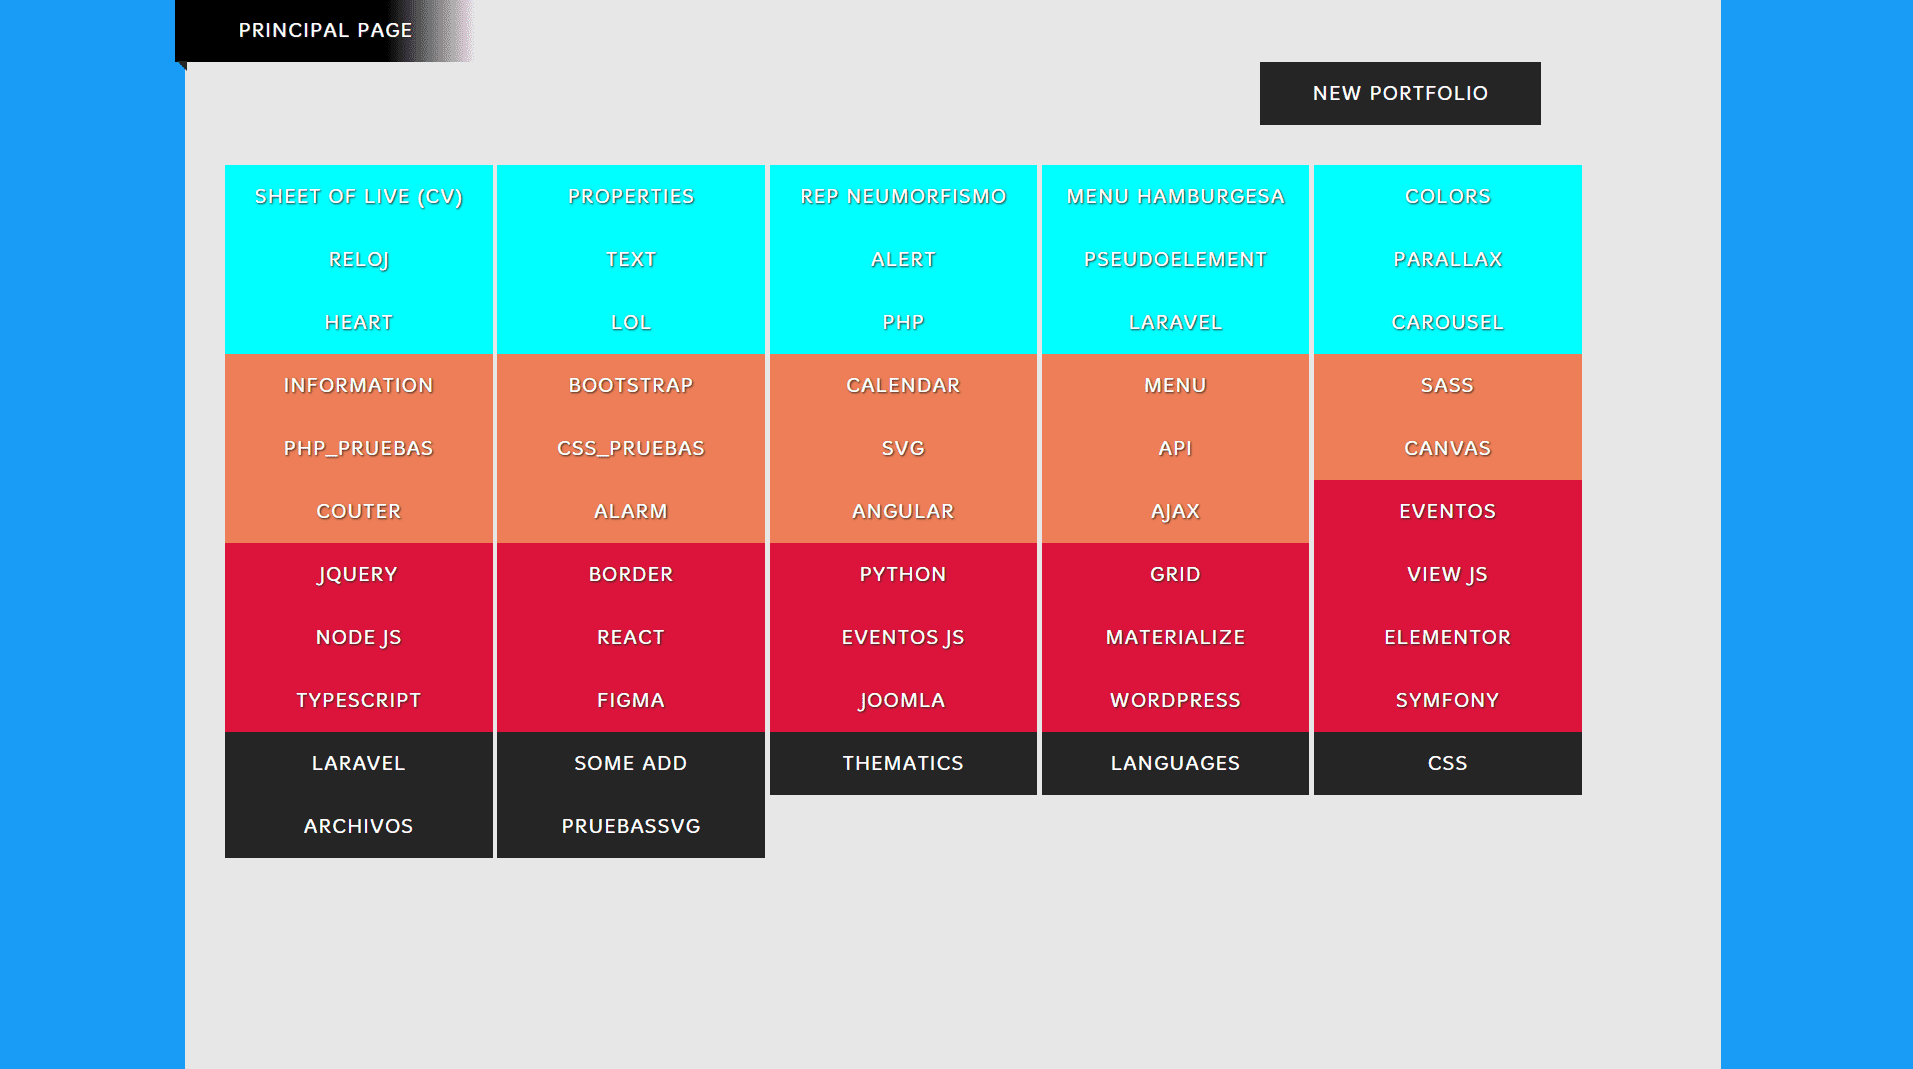 PRINCIPAL PAGE
NEW PORTFOLIO
SHEET OF LIVE (CV) PROPERTIES REP NEUMORFISMO MENU HAMBURGESA COLORS
RELOJ TEXT ALERT PSEUDOELEMENT PARALLAX
HEART LOL PHP LARAVEL CAROUSEL
INFORMATION BOOTSTRAP CALENDAR MENU SASS
PHP_PRUEBAS CSS_PRUEBAS SVG API CANVAS
COUTER ALARM ANGULAR AJAX EVENTOS
JQUERY BORDER PYTHON GRID VIEW JS
NODE JS REACT EVENTOS JS MATERIALIZE ELEMENTOR
TYPESCRIPT FIGMA JOOMLA WORDPRESS SYMFONY
LARAVEL SOME ADD THEMATICS LANGUAGES CSS
ARCHIVOS PRUEBASSVG